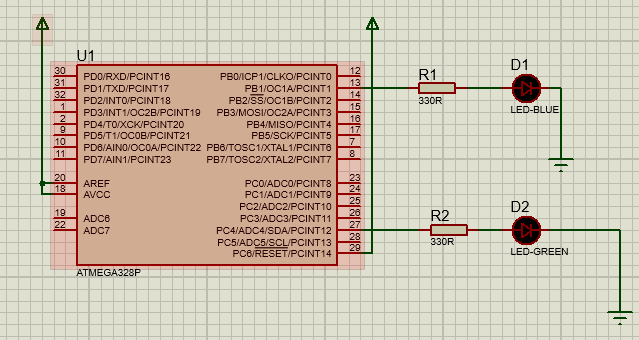 U1
30 PD0/RXD/PCINT16 PB0/ICP1/CLKO/PCINT0 12
31 PD1/TXD/PCINT17 PB1/OC1A/PCINT1 13
32 PD2/INT0/PCINT18 PB2/SS/OC1B/PCINT2 14
1 PD3/INT1/OC2B/PCINT19 PB3/MOSI/OC2A/PCINT3 15
2 PD4/T0/XCK/PCINT20 PB4/MISO/PCINT4 16
9 PD5/T1/OC0B/PCINT21 PB5/SCK/PCINT5 17
10 PD6/AIN0/OC0A/PCINT22 PB6/TOSC1/XTAL1/PCINT6 7
11 PD7/AIN1/PCINT23 PB7/TOSC2/XTAL2/PCINT7 8
20 AREF PC0/ADC0/PCINT8 23
18 AVCC PC1/ADC1/PCINT9 24
PC2/ADC2/PCINT10 25
19 ADC6 PC3/ADC3/PCINT11 26
22 ADC7 PC4/ADC4/SDA/PCINT12 27
PC5/ADC5/SCL/PCINT13 28
PC6/RESET/PCINT14 29
ATMEGA328P
R1
330R
D1
LED-BLUE
R2
330R
D2
LED-GREEN